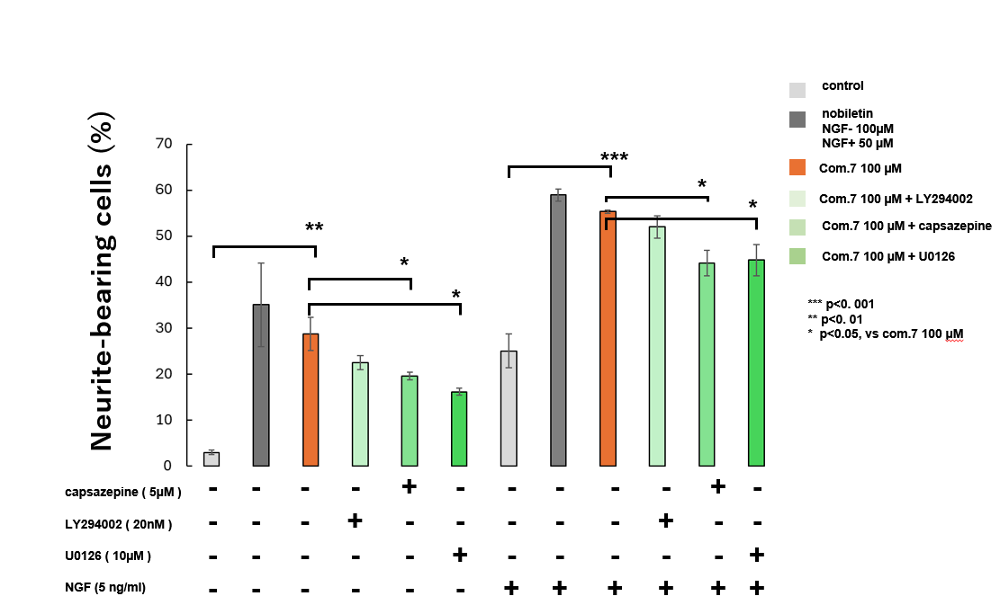 Neurite-bearing cells (%)
70
60
50
40
30
20
10
0
**
*
*
***
*
*
control
nobiletin
NGF- 100µM
NGF+ 50 µM
Com.7 100 µM
Com.7 100 µM + LY294002
Com.7 100 µM + capsazepine
Com.7 100 µM + U0126
*** p<0. 001
** p<0. 01
* p<0.05, vs com.7 100 µM
capsazepine ( 5µM ) - - - - + - - - - - + -
LY294002 ( 20nM ) - - - + - - - - - + - -
U0126 ( 10µM ) - - - - - + - - - - - +
NGF (5 ng/ml) - - - - - - + + + + + +